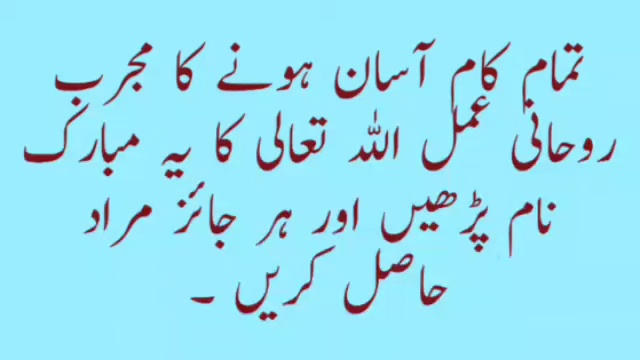 تمام کام آسان ہونے کا مجرب
روحانی عمل اللہ تعالی کا یہ مبارک
نام پڑھیں اور ہر جائز مراد
حاصل کریں ۔